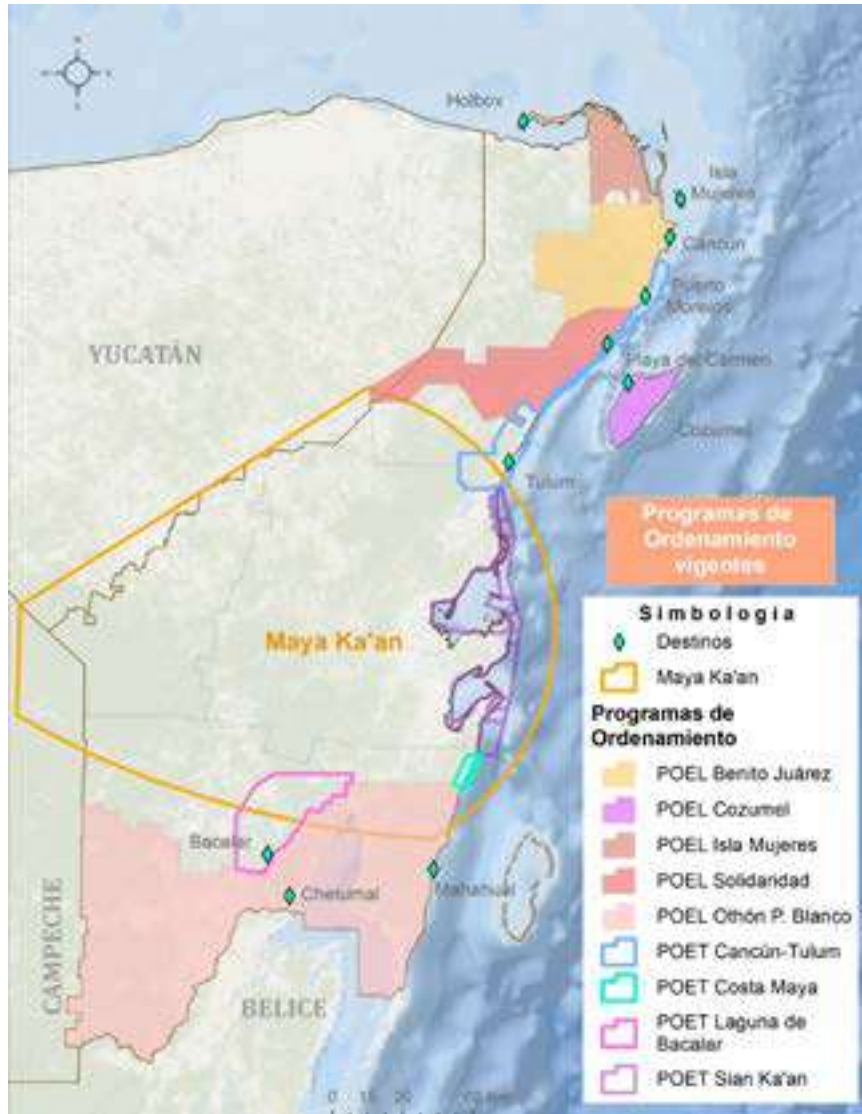 Holbox
Isla
Mujeres
Cancún
Puerto
Morelos
YUCATÁN
Playa del Carmen
Cozumel
Tulum
Programas de
Ordenamiento
vigentes
Simbología
Destinos
Maya Ka'an
Maya Ka'an
Programas de
Ordenamiento
POEL Benito Juárez
POEL Cozumel
POEL Isla Mujeres
POEL Solidaridad
POEL Othón P. Blanco
POET Cancún-Tulum
POET Costa Maya
POET Laguna de
Bacalar
POET Sian Ka'an
Bacalar
Chetumal
Mahahual
CAMPECHE
BELICE
0